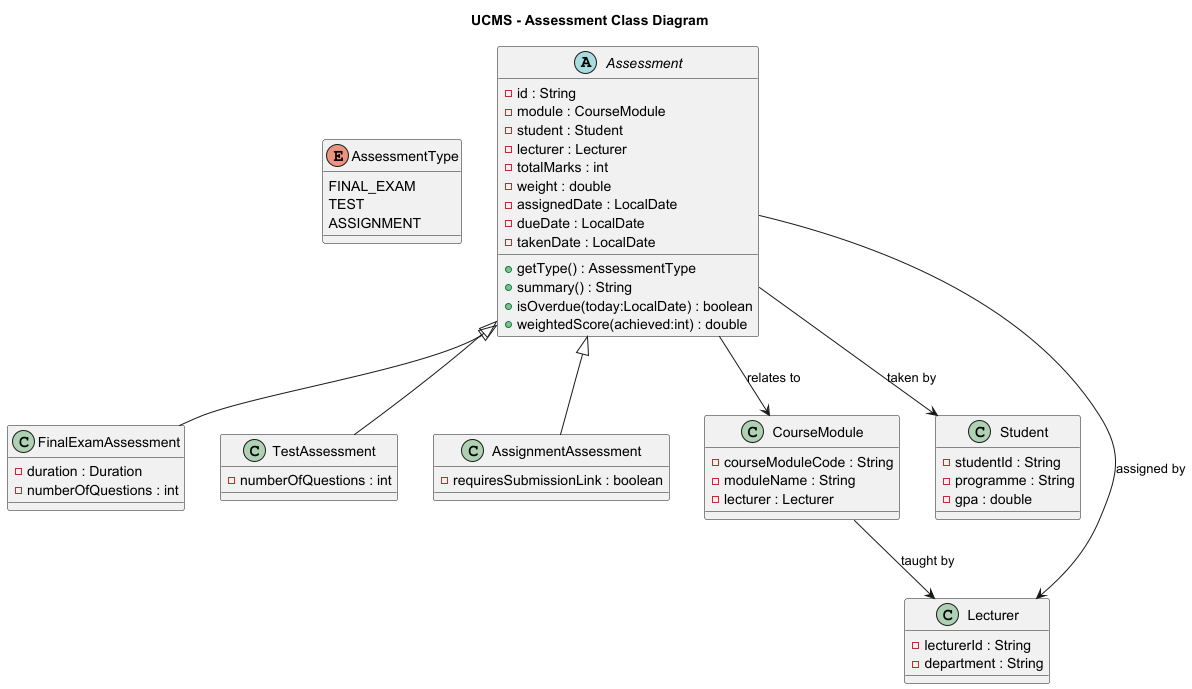 UCMS - Assessment Class Diagram
A Assessment
id : String
module : CourseModule
student : Student
lecturer : Lecturer
totalMarks : int
weight : double
assignedDate : LocalDate
dueDate : LocalDate
takenDate : LocalDate
getType() : AssessmentType
summary() : String
isOverdue(today:LocalDate) : boolean
weightedScore(achieved:int) : double
E AssessmentType
FINAL_EXAM
TEST
ASSIGNMENT
relates to
taken by
assigned by
C FinalExamAssessment
duration : Duration
numberOfQuestions : int
C TestAssessment
numberOfQuestions : int
C AssignmentAssessment
requiresSubmissionLink : boolean
C CourseModule
courseModuleCode : String
moduleName : String
lecturer : Lecturer
C Student
studentId : String
programme : String
gpa : double
taught by
C Lecturer
lecturerId : String
department : String